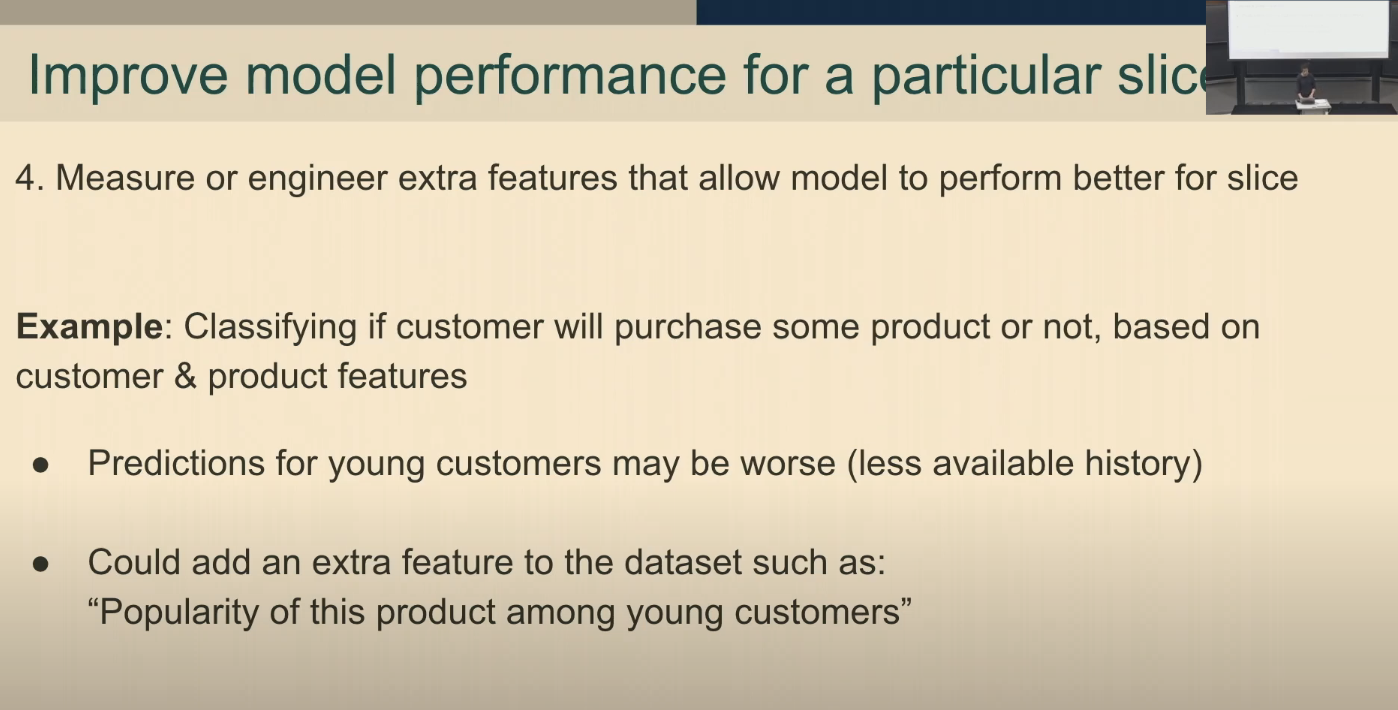 Improve model performance for a particular slice
4. Measure or engineer extra features that allow model to perform better for slice
Example: Classifying if customer will purchase some product or not, based on
customer & product features
● Predictions for young customers may be worse (less available history)
● Could add an extra feature to the dataset such as:
“Popularity of this product among young customers”